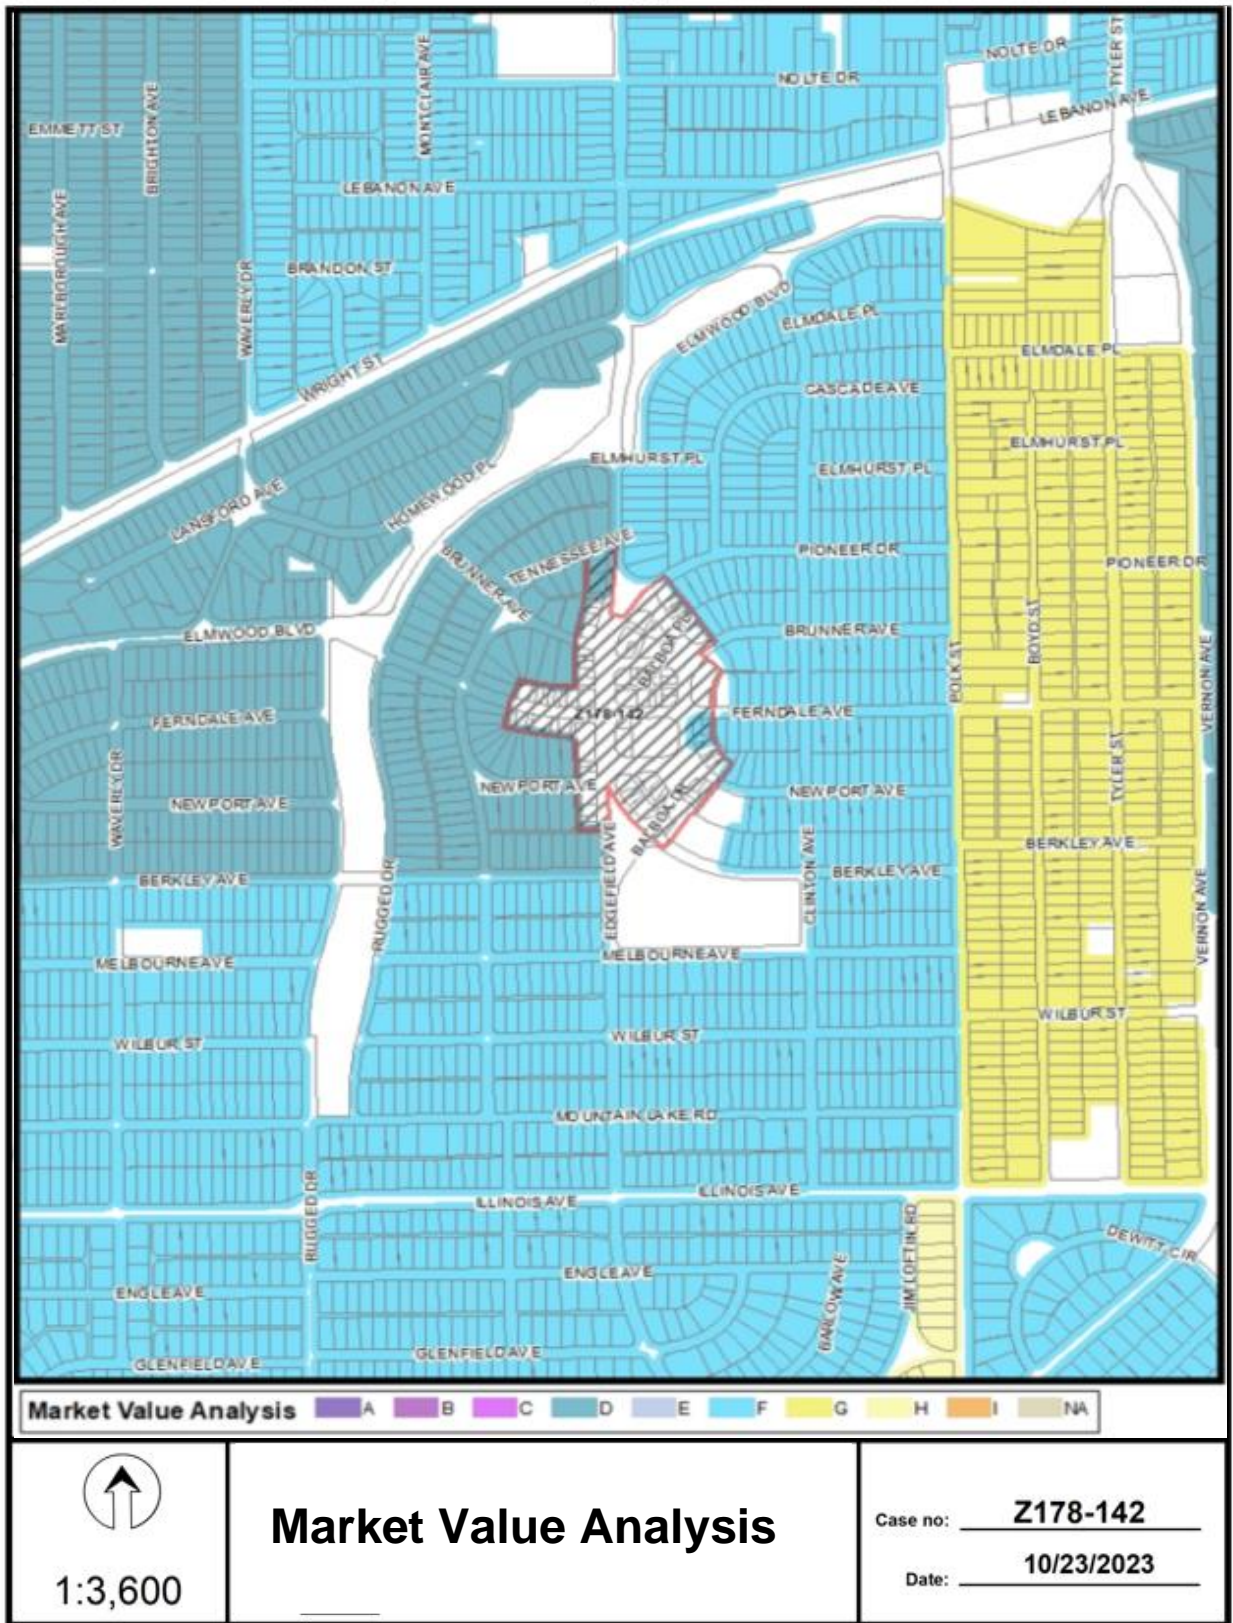 NOLTE DR
TYLER ST
NOLTE DR
MONTCLAIR AVE
BRIGHTON AVE
EMMETT ST
LEBANON AVE
LEBANON AVE
MARLBOROUGH AVE
BRANDON ST
WAVERLY DR
ELMWOOD BLVD
ELMDALE PL
ELMDALE PL
WRIGHT ST
CASCADE AVE
ELMHURST PL
ELMHURST PL
ELMHURST PL
LANSFORD AVE
HOMEWOOD PL
TENNESSEE AVE
PIONEER DR
PIONEER DR
BRUNNER AVE
BOYD ST
ELMWOOD BLVD
BRUNNER AVE
BALBOA PL
POLK ST
VERNON AVE
FERNDALE AVE
Z178-142
FERNDALE AVE
WAVERLY DR
TYLER ST
NEWPORT AVE
NEWPORT AVE
NEWPORT AVE
BALBOA DR
BERKLEY AVE
BERKLEY AVE
BERKLEY AVE
EDGEFIELD AVE
CLINTON AVE
RUGGED DR
VERNON AVE
MELBOURNE AVE
MELBOURNE AVE
WILBUR ST
WILBUR ST
WILBUR ST
MOUNTAIN LAKE RD
RUGGED DR
ILLINOIS AVE
ILLINOIS AVE
JIM LOFTIN RD
DEWITT CIR
ENGLE AVE
ENGLE AVE
BARLOW AVE
GLENFIELD AVE
GLENFIELD AVE
Market Value Analysis A B C D E F G H I NA
1:3,600
Market Value Analysis
Case no: Z178-142
Date: 10/23/2023